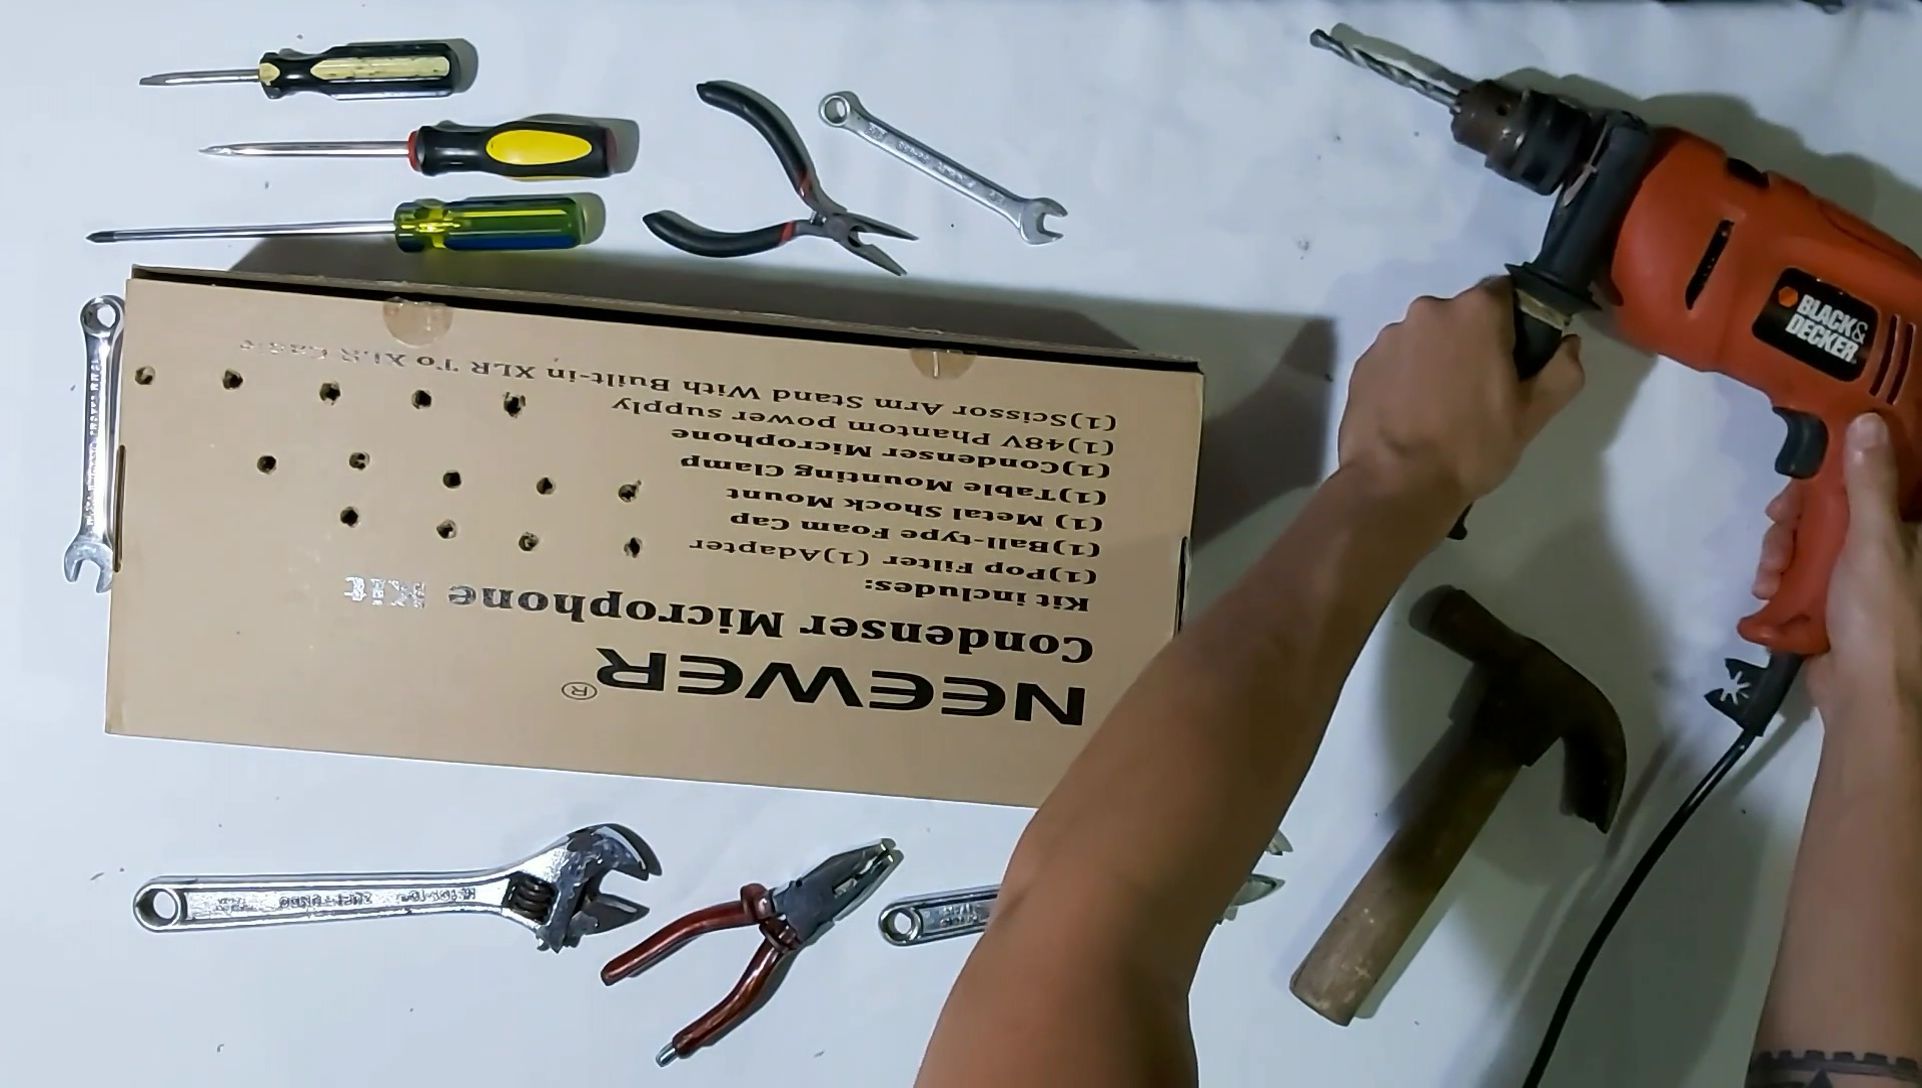 BLACK&
DECKER
NEEWER®
Condenser Microphone Kit
Kit includes:
(1)Pop Filter (1)Adapter
(1)Ball-type Foam Cap
(1) Metal Shock Mount
(1)Table Mounting Clamp
(1)Condenser Microphone
(1)48V Phantom power supply
(1)Scissor Arm Stand With Built-in XLR To XLR Cable